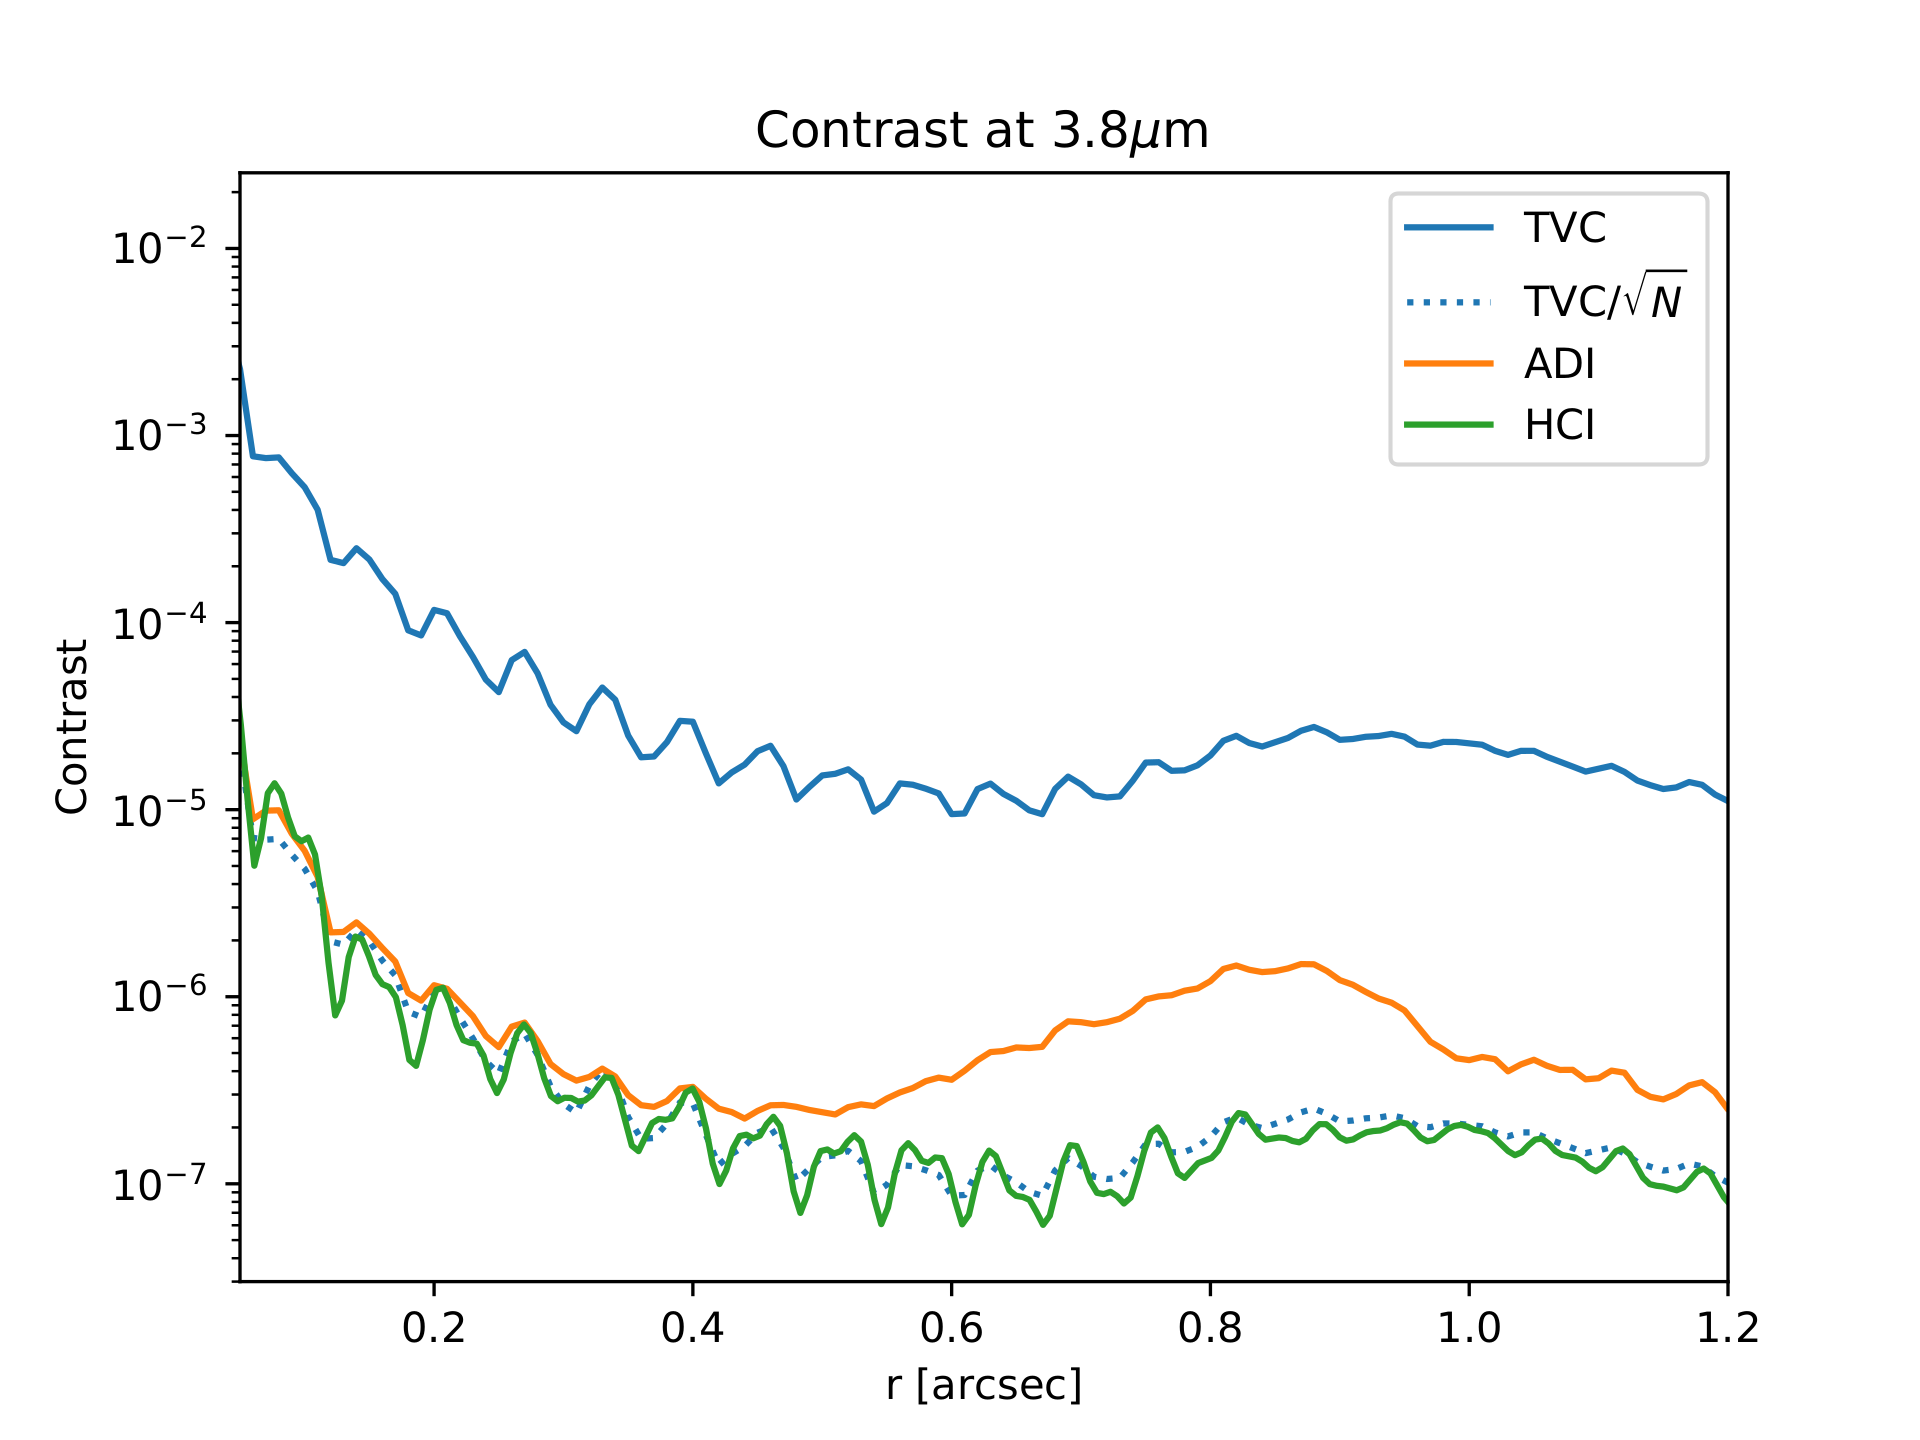 Contrast at 3.8μm
TVC
TVC/√N
ADI
HCI
Contrast
10⁻²
10⁻³
10⁻⁴
10⁻⁵
10⁻⁶
10⁻⁷
0.2 0.4 0.6 0.8 1.0 1.2
r [arcsec]